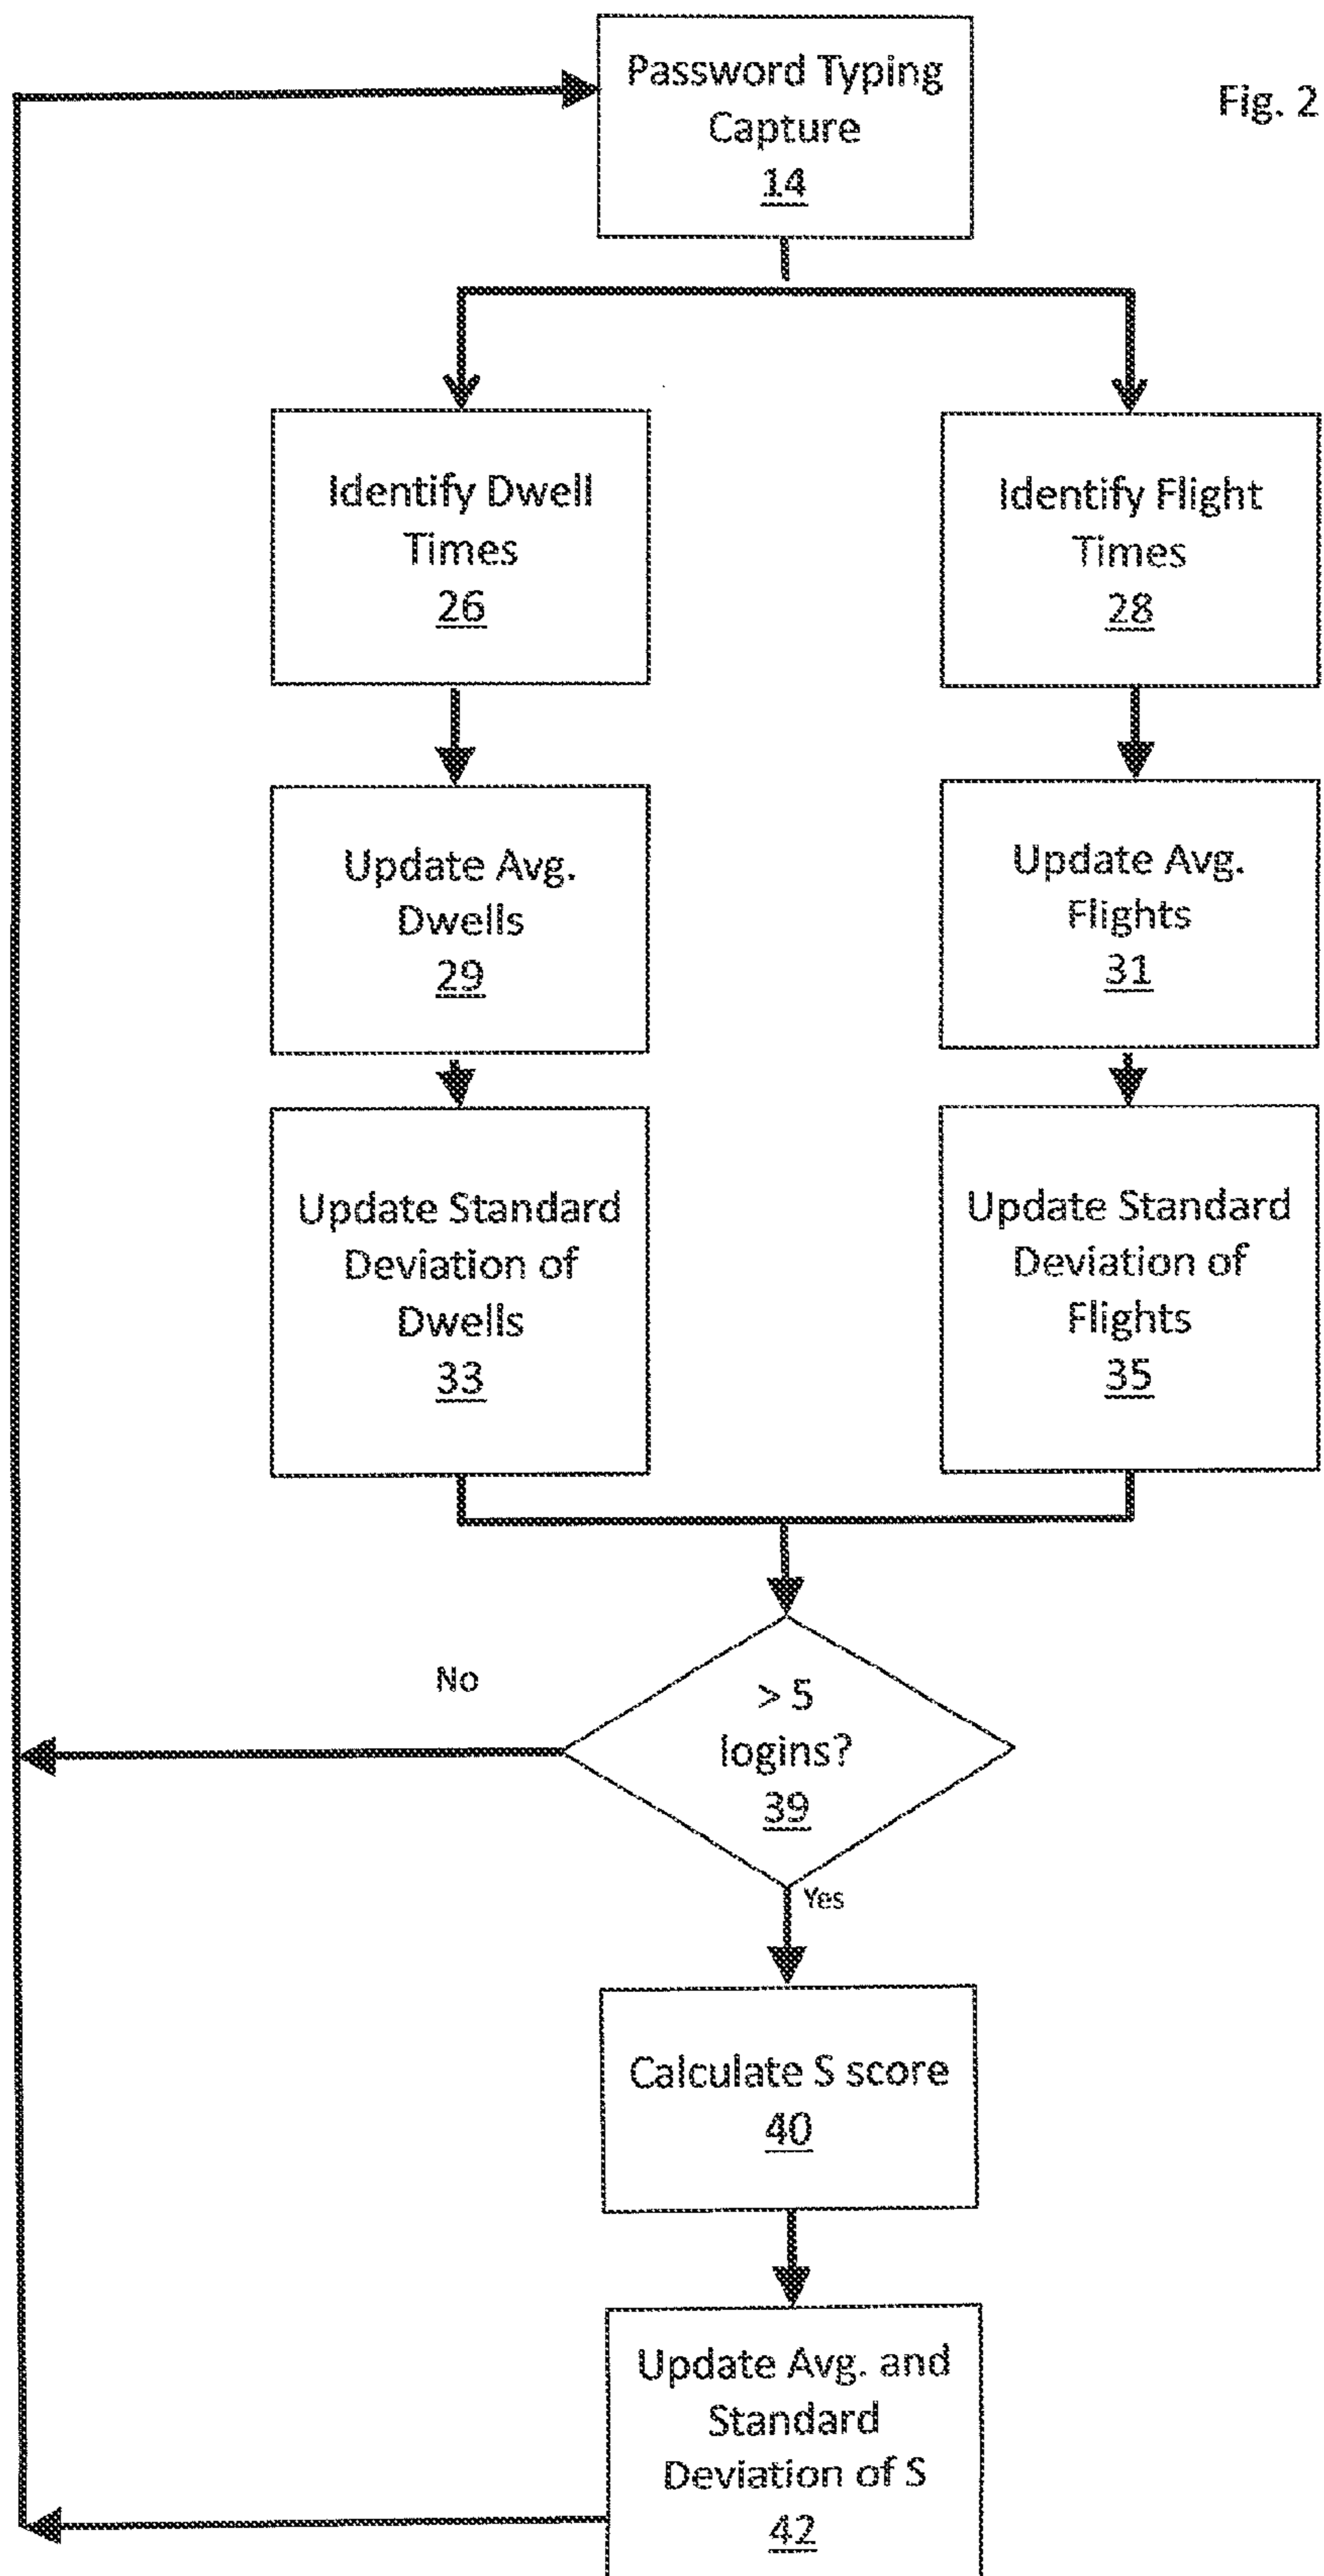 Password Typing
Capture
14
Fig. 2
Identify Dwell
Times
26
Identify Flight
Times
28
Update Avg.
Dwells
29
Update Avg.
Flights
31
Update Standard
Deviation of
Dwells
33
Update Standard
Deviation of
Flights
35
No
> 5
logins?
39
Yes
Calculate S score
40
Update Avg. and
Standard
Deviation of S
42